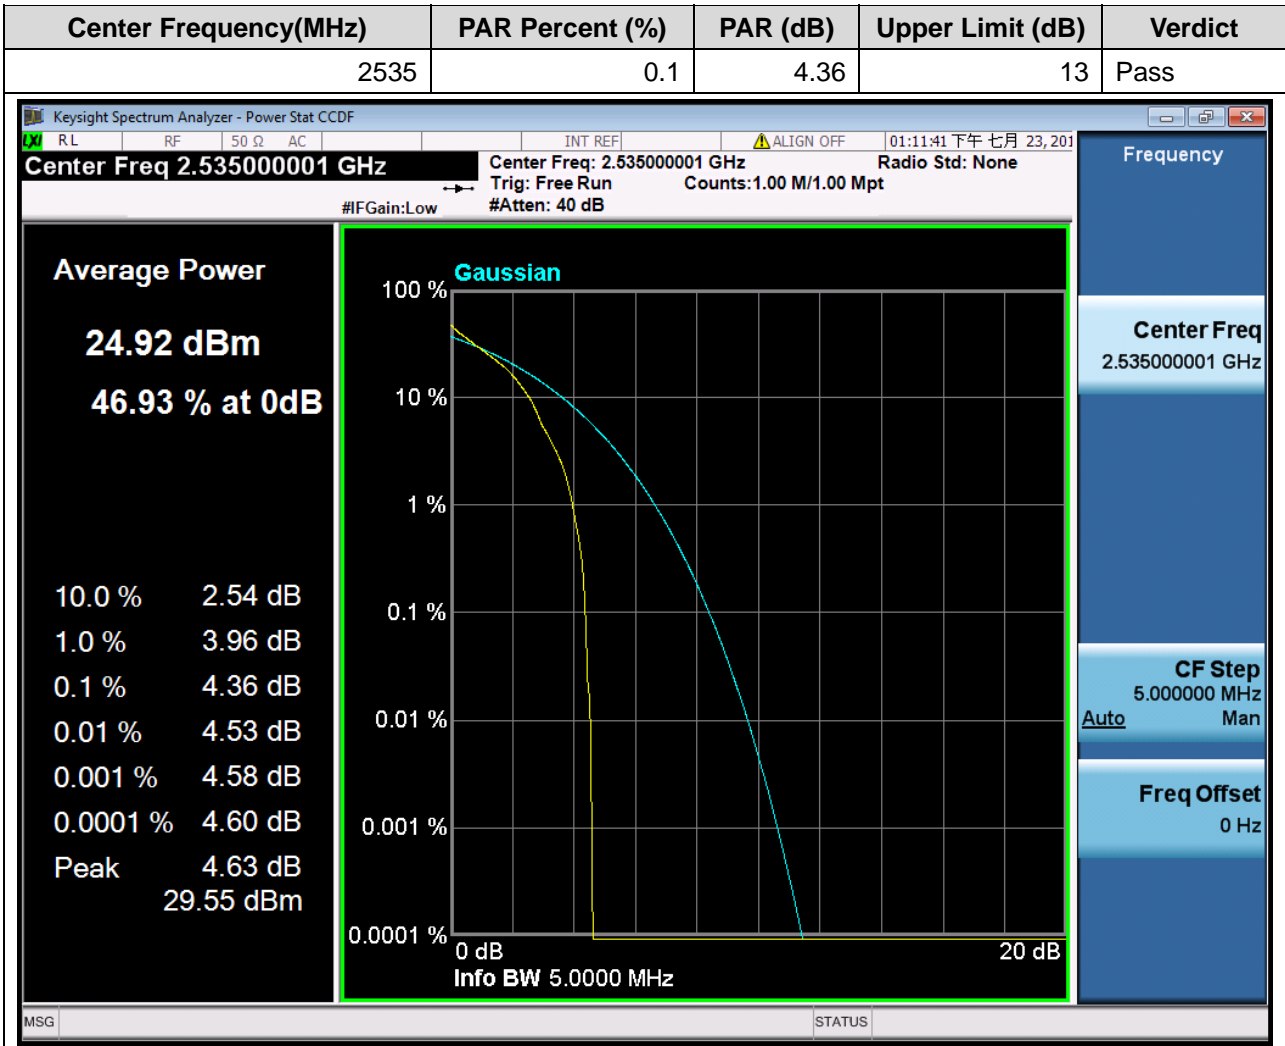 Center Frequency(MHz) PAR Percent (%) PAR (dB) Upper Limit (dB) Verdict
2535 0.1 4.36 13 Pass
Keysight Spectrum Analyzer - Power Stat CCDF
LXI RL RF 50 Ω AC INT REF ALIGN OFF 01:11:41 下午 七月 23, 201
Center Freq 2.535000001 GHz
Center Freq: 2.535000001 GHz Radio Std: None
Trig: Free Run Counts:1.00 M/1.00 Mpt
#IFGain:Low #Atten: 40 dB
Frequency
Average Power
24.92 dBm
46.93 % at 0dB
10.0 % 2.54 dB
1.0 % 3.96 dB
0.1 % 4.36 dB
0.01 % 4.53 dB
0.001 % 4.58 dB
0.0001 % 4.60 dB
Peak 4.63 dB
29.55 dBm
Gaussian
100 %
10 %
1 %
0.1 %
0.01 %
0.001 %
0.0001 %
0 dB 20 dB
Info BW 5.0000 MHz
Center Freq
2.535000001 GHz
CF Step
5.000000 MHz
Auto Man
Freq Offset
0 Hz
MSG STATUS